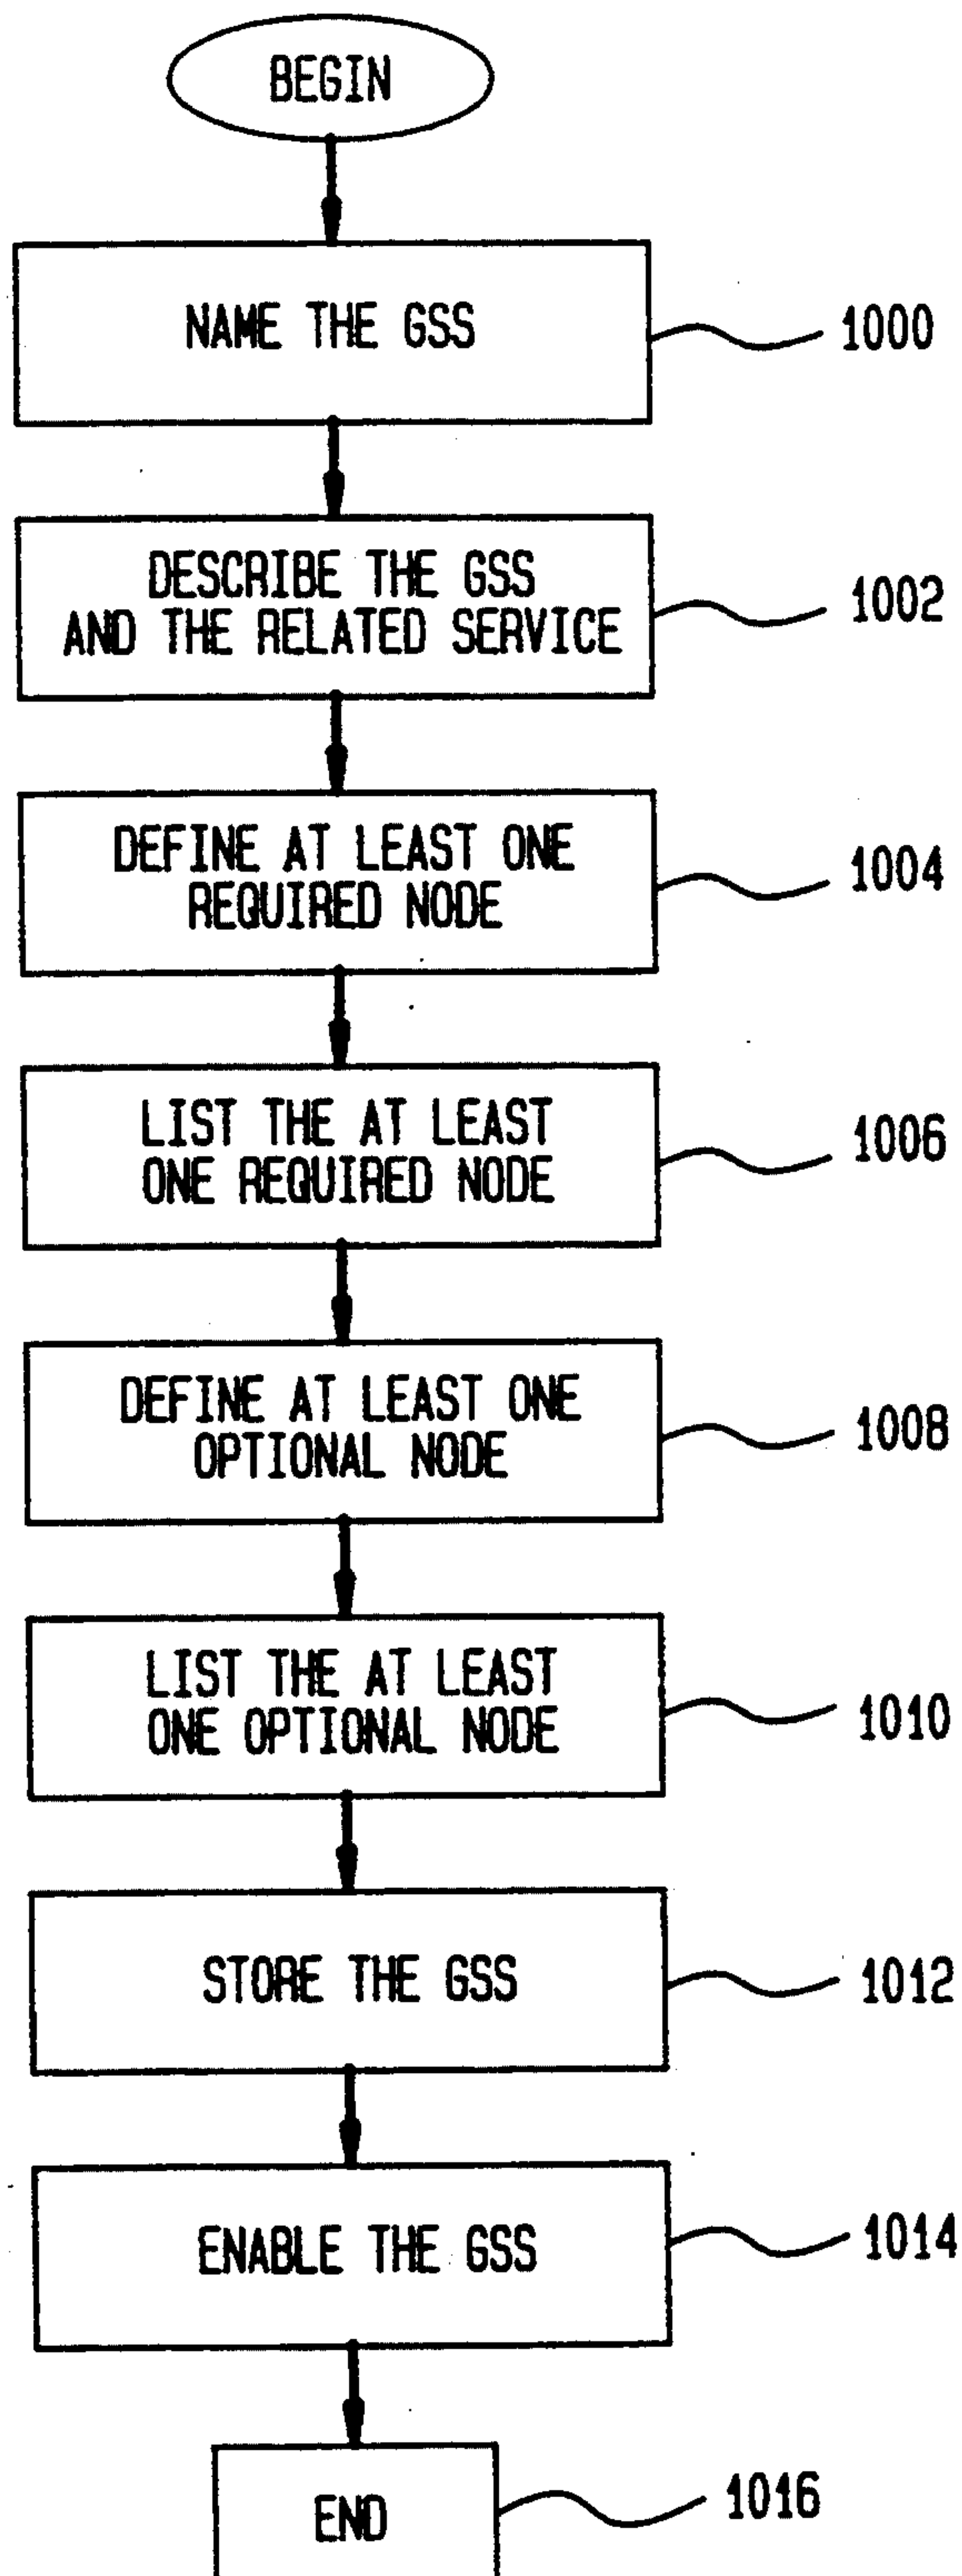 BEGIN
NAME THE GSS
1000
DESCRIBE THE GSS
AND THE RELATED SERVICE
1002
DEFINE AT LEAST ONE
REQUIRED NODE
1004
LIST THE AT LEAST
ONE REQUIRED NODE
1006
DEFINE AT LEAST ONE
OPTIONAL NODE
1008
LIST THE AT LEAST
ONE OPTIONAL NODE
1010
STORE THE GSS
1012
ENABLE THE GSS
1014
END
1016